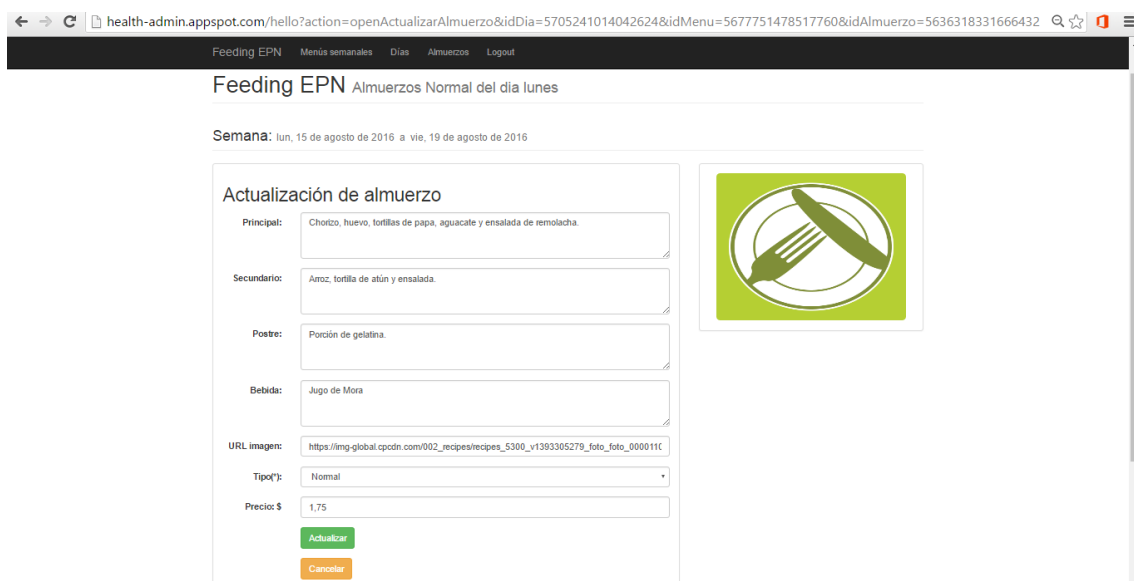 health-admin.appspot.com/hello?action=openActualizarAlmuerzo&idDia=5705241014042624&idMenu=5677751478517760&idAlmuerzo=5636318331666432
Feeding EPN Menús semanales Días Almuerzos Logout
Feeding EPN Almuerzos Normal del dia lunes
Semana: lun, 15 de agosto de 2016 a vie, 19 de agosto de 2016
Actualización de almuerzo
Principal: Chorizo, huevo, tortillas de papa, aguacate y ensalada de remolacha.
Secundario: Arroz, tortilla de atún y ensalada.
Postre: Porción de gelatina.
Bebida: Jugo de Mora
URL imagen: https://img-global.cpcdn.com/002_recipes/recipes_5300_v1393305279_foto_foto_000011(
Tipo(*): Normal
Precio: $ 1,75
Actualizar
Cancelar